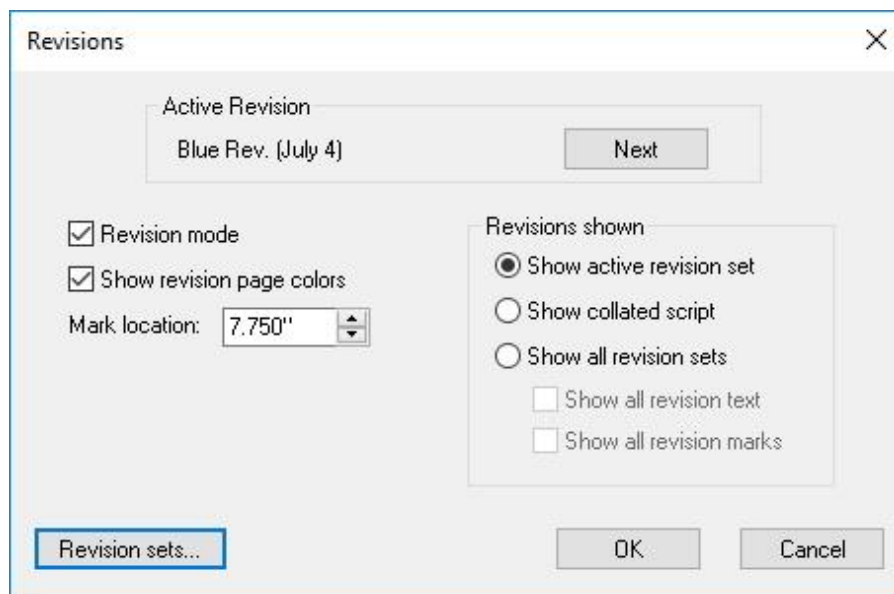 Revisions
Active Revision
Blue Rev. (July 4)
Next
Revision mode
Show revision page colors
Mark location:
7.750"
Revisions shown
Show active revision set
Show collated script
Show all revision sets
Show all revision text
Show all revision marks
Revision sets...
OK
Cancel